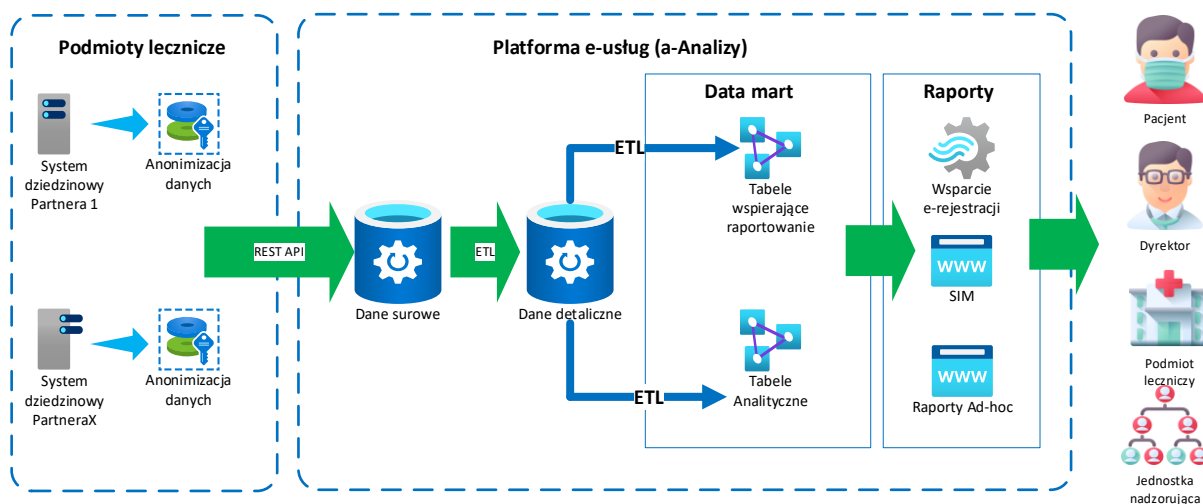 Podmioty lecznicze
System
dziedzinowy
Partnera 1
Anonimizacja
danych
System
dziedzinowy
PartneraX
Anonimizacja
danych
REST API
Platforma e-usług (a-Analizy)
Dane surowe
ETL
Dane detaliczne
ETL
ETL
Data mart
Tabele
wspierające
raportowanie
Tabele
Analityczne
Raporty
Wsparcie
e-rejestracji
WWW
SIM
WWW
Raporty Ad-hoc
Pacjent
Dyrektor
Podmiot
leczniczy
Jednostka
nadzorująca